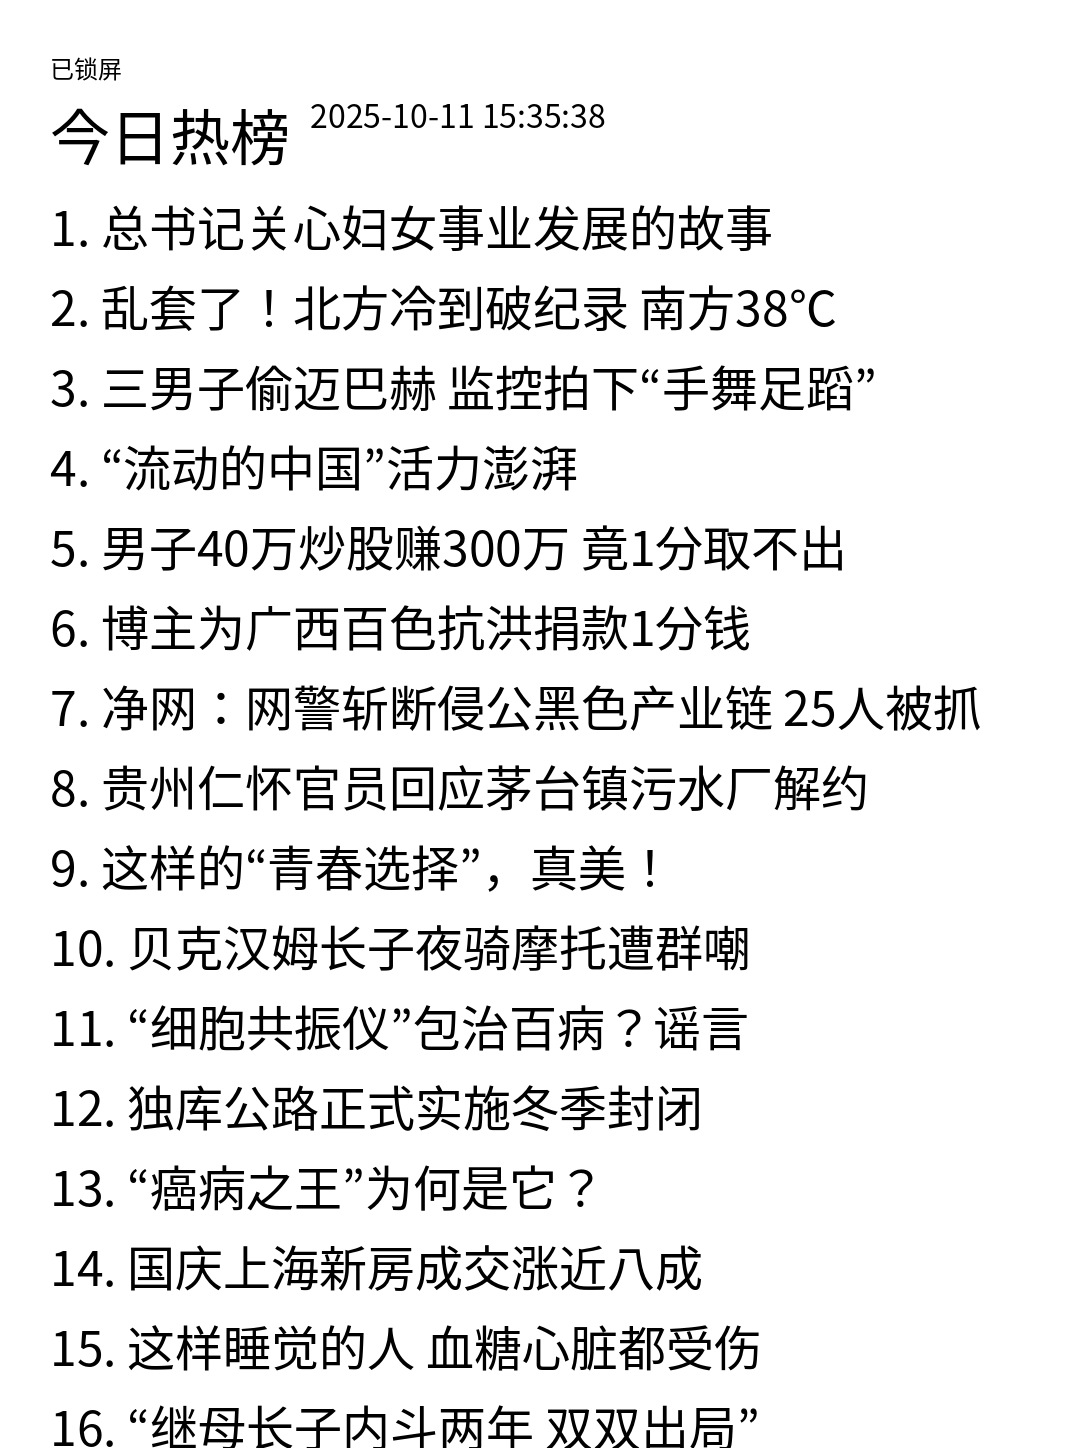 已锁屏
今日热榜 2025-10-11 15:35:38
1. 总书记关心妇女事业发展的故事
2. 乱套了！北方冷到破纪录 南方38℃
3. 三男子偷迈巴赫 监控拍下“手舞足蹈”
4. “流动的中国”活力澎湃
5. 男子40万炒股赚300万 竟1分取不出
6. 博主为广西百色抗洪捐款1分钱
7. 净网：网警斩断侵公黑色产业链 25人被抓
8. 贵州仁怀官员回应茅台镇污水厂解约
9. 这样的“青春选择”，真美！
10. 贝克汉姆长子夜骑摩托遭群嘲
11. “细胞共振仪”包治百病？谣言
12. 独库公路正式实施冬季封闭
13. “癌病之王”为何是它？
14. 国庆上海新房成交涨近八成
15. 这样睡觉的人 血糖心脏都受伤
16. “继母长子内斗两年 双双出局”